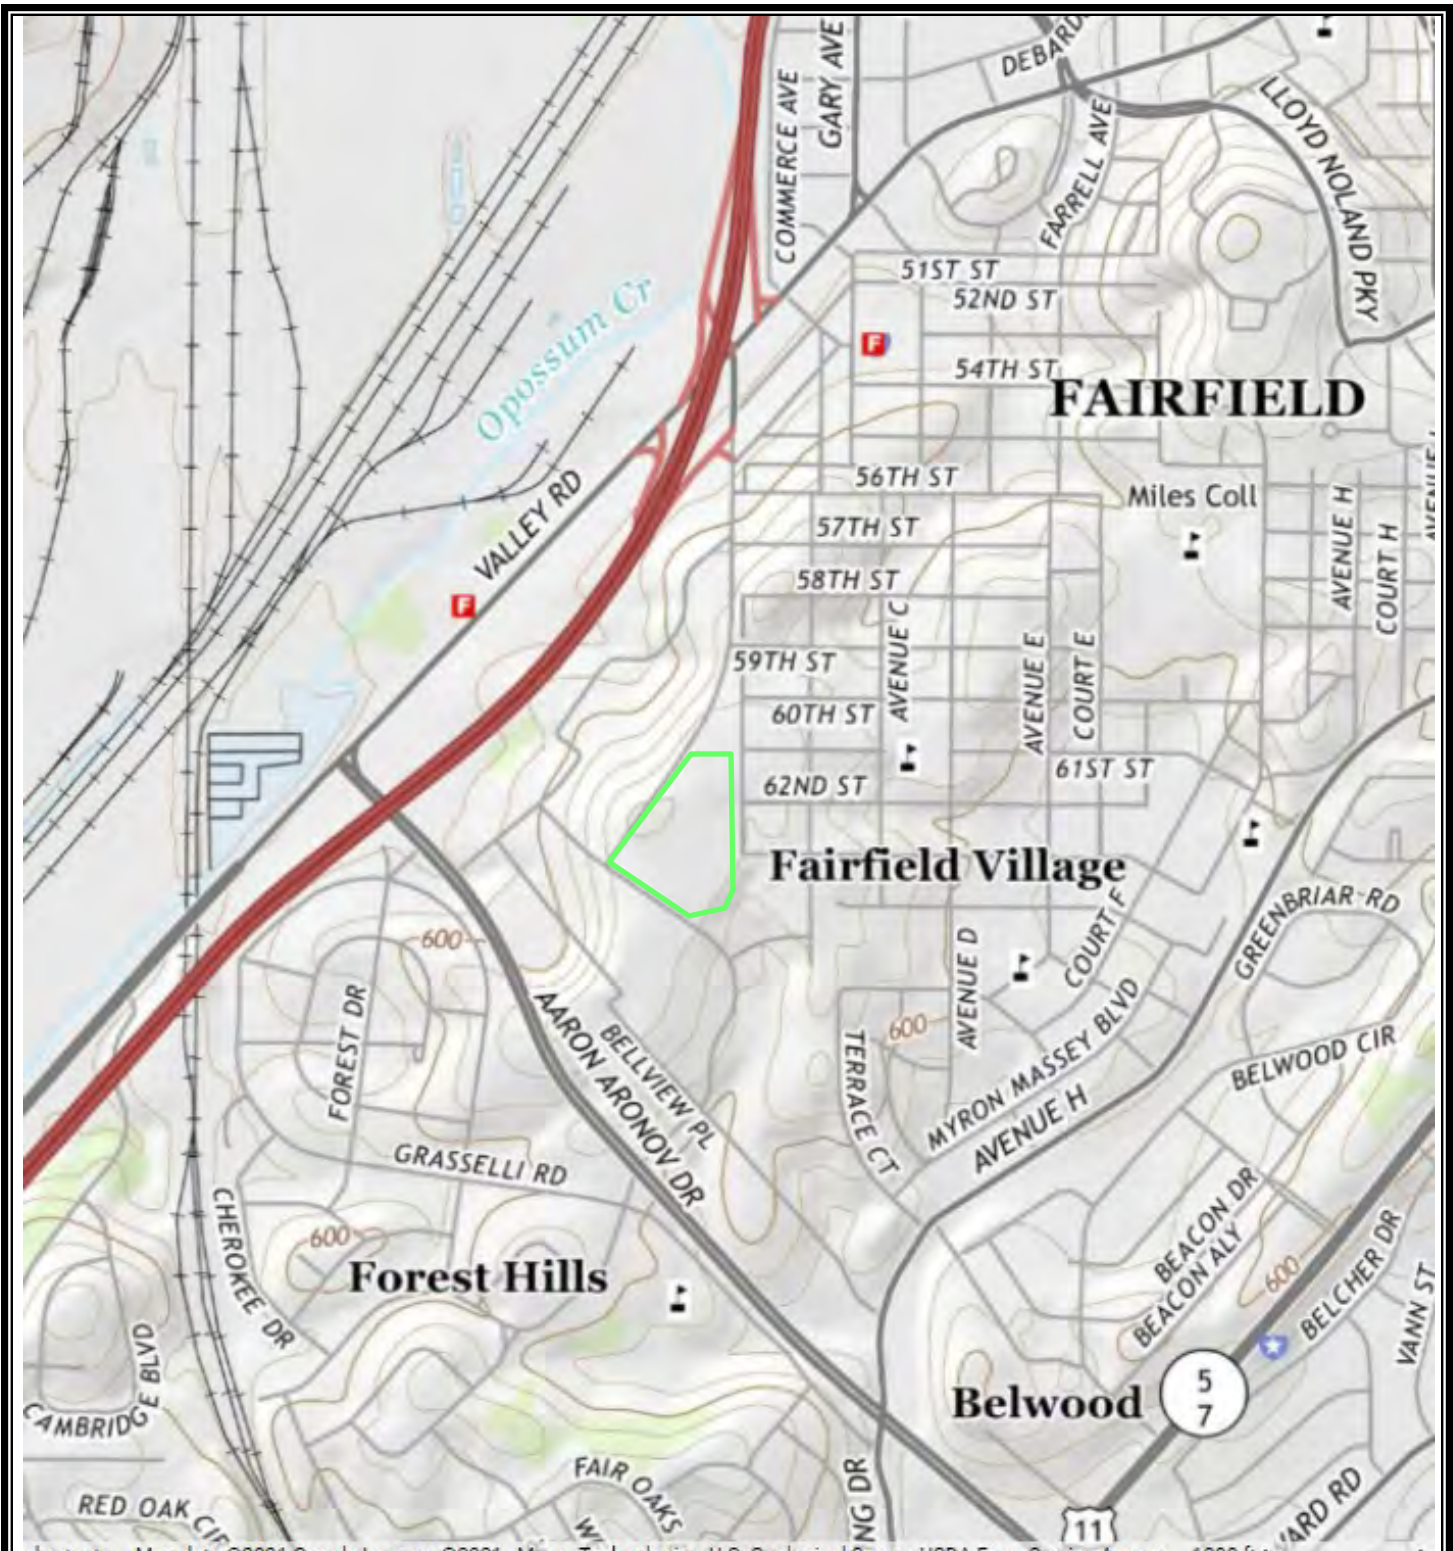 DEBARD
GARY AVE
COMMERCE AVE
FARRELL AVE
LLOYD NOLAND PKY
51ST ST
52ND ST
Opossum Cr
F
54TH ST
FAIRFIELD
56TH ST
Miles Coll
VALLEY RD
57TH ST
AVENUE H
COURT H
58TH ST
F
AVENUE C
59TH ST
AVENUE E
COURT E
60TH ST
61ST ST
62ND ST
Fairfield Village
GREENBRIAR RD
COURT F
600
AVENUE D
FOREST DR
AARON ARONOV DR
BELLVIEW PL
600
TERRACE CT
MYRON MASSEY BLVD
BELWOOD CIR
AVENUE H
GRASSELLI RD
CHEROKEE DR
600
BEACON DR
BEACON ALY
600
BELCHER DR
VANN ST
Forest Hills
CAMBRIDGE BLVD
Belwood
5
7
FAIR OAKS
RED OAK CIR
NG DR
11